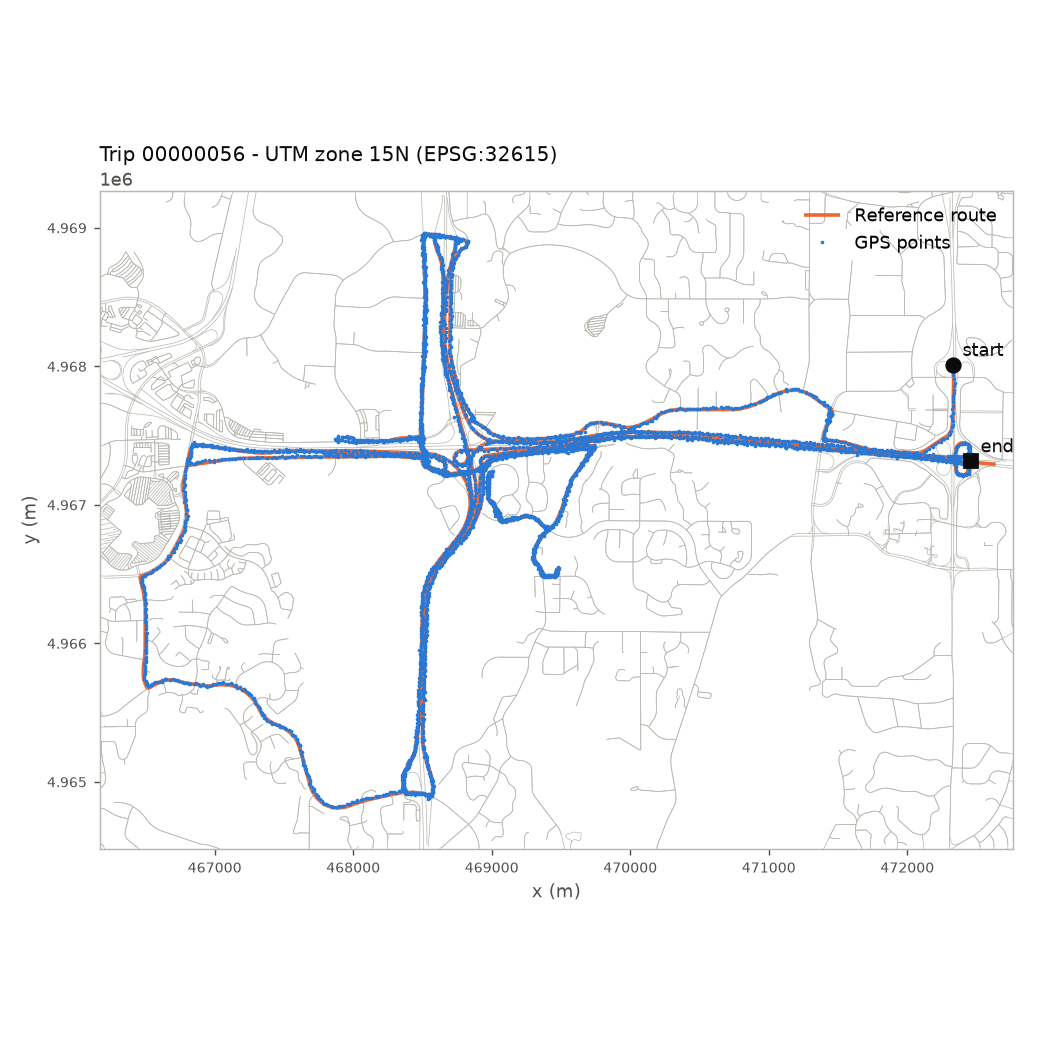 Trip 00000056 - UTM zone 15N (EPSG:32615)
1e6
Reference route
GPS points
start
end
4.969
4.968
4.967
4.966
4.965
y (m)
467000 468000 469000 470000 471000 472000
x (m)